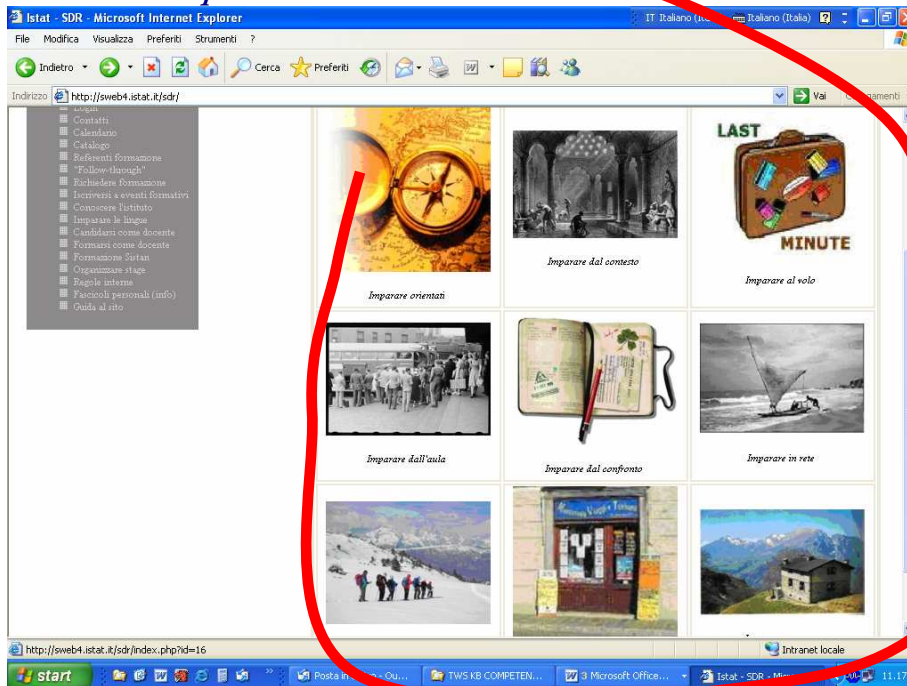 Istat - SDR - Microsoft Internet Explorer
IT Italiano
Italiano (Italia)
File Modifica Visualizza Preferiti Strumenti ?
Indietro
Cerca
Preferiti
Indirizzo http://sweb4.istat.it/sdr/
Vai
Login
Contatti
Calendario
Catalogo
Referenti formazione
"Follow-through"
Richiedere formazione
Iscriversi a eventi formativi
Conoscere l'istituto
Imparare le lingue
Candidarsi come docente
Formarsi come docente
Formazione Sistan
Organizzare stage
Regole interne
Fascicoli personali (info)
Guida al sito
LAST
MINUTE
Imparare orientati
Imparare dal contesto
Imparare al volo
Imparare dall'aula
Imparare dal confronto
Imparare in rete
http://sweb4.istat.it/sdr/index.php?id=16
Intranet locale
start
TWS KB COMPETEN...
3 Microsoft Office...
Istat - SDR -
11.17